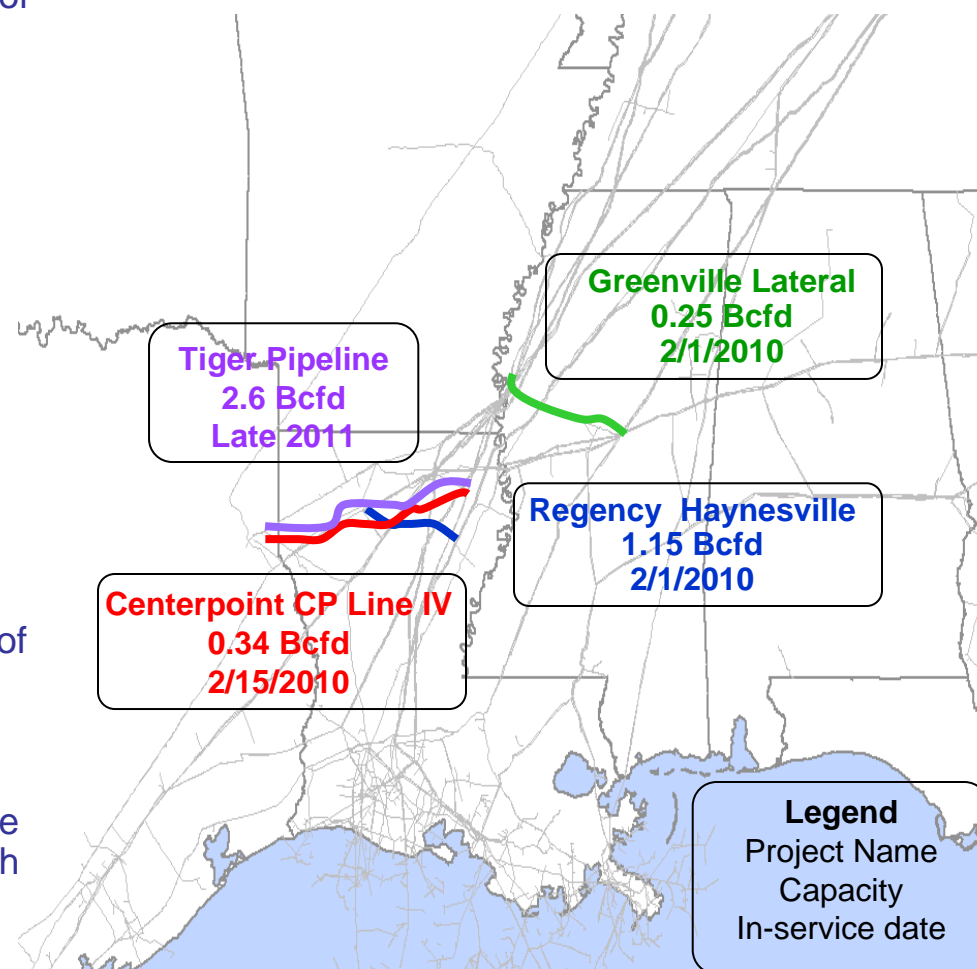 of
Greenville Lateral
0.25 Bcfd
2/1/2010
Tiger Pipeline
2.6 Bcfd
Late 2011
Regency Haynesville
1.15 Bcfd
2/1/2010
Centerpoint CP Line IV
0.34 Bcfd
2/15/2010
of
e
h
Legend
Project Name
Capacity
In-service date